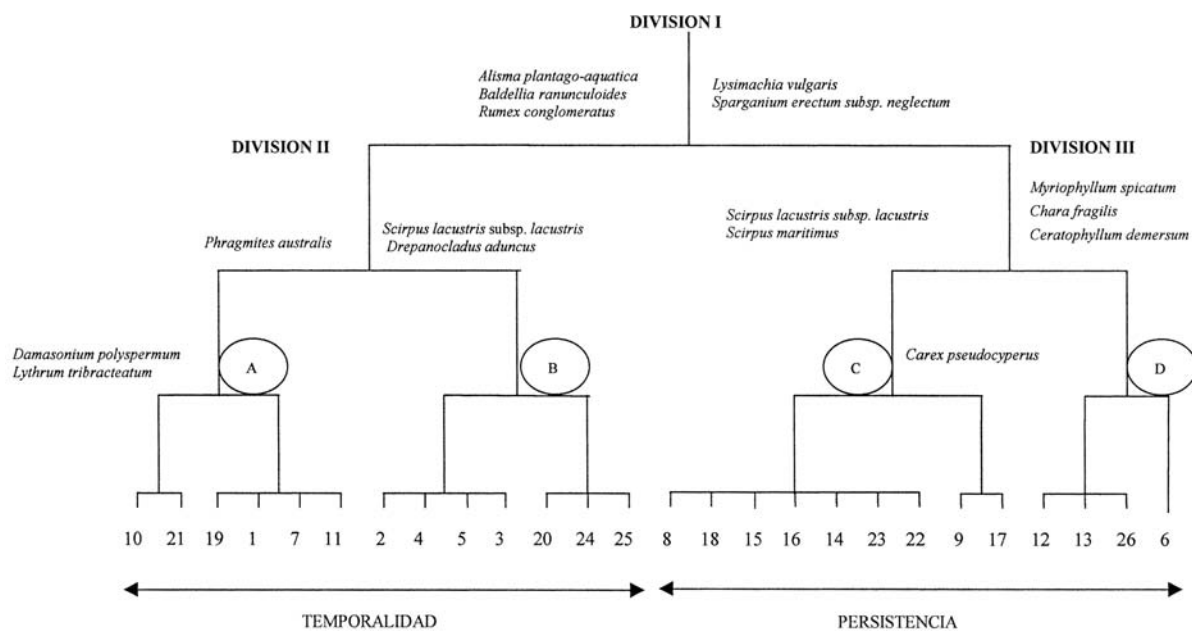 DIVISION I
Alisma plantago-aquatica
Baldellia ranunculoides
Rumex conglomeratus
Lysimachia vulgaris
Sparganium erectum subsp. neglectum
DIVISION II
DIVISION III
Myriophyllum spicatum
Chara fragilis
Ceratophyllum demersum
Phragmites australis
Scirpus lacustris subsp. lacustris
Drepanocladus aduncus
Scirpus lacustris subsp. lacustris
Scirpus maritimus
Damasonium polyspermum
Lythrum tribracteatum
A
B
C
Carex pseudocyperus
D
10 21 19 1 7 11 2 4 5 3 20 24 25 8 18 15 16 14 23 22 9 17 12 13 26 6
TEMPORALIDAD
PERSISTENCIA